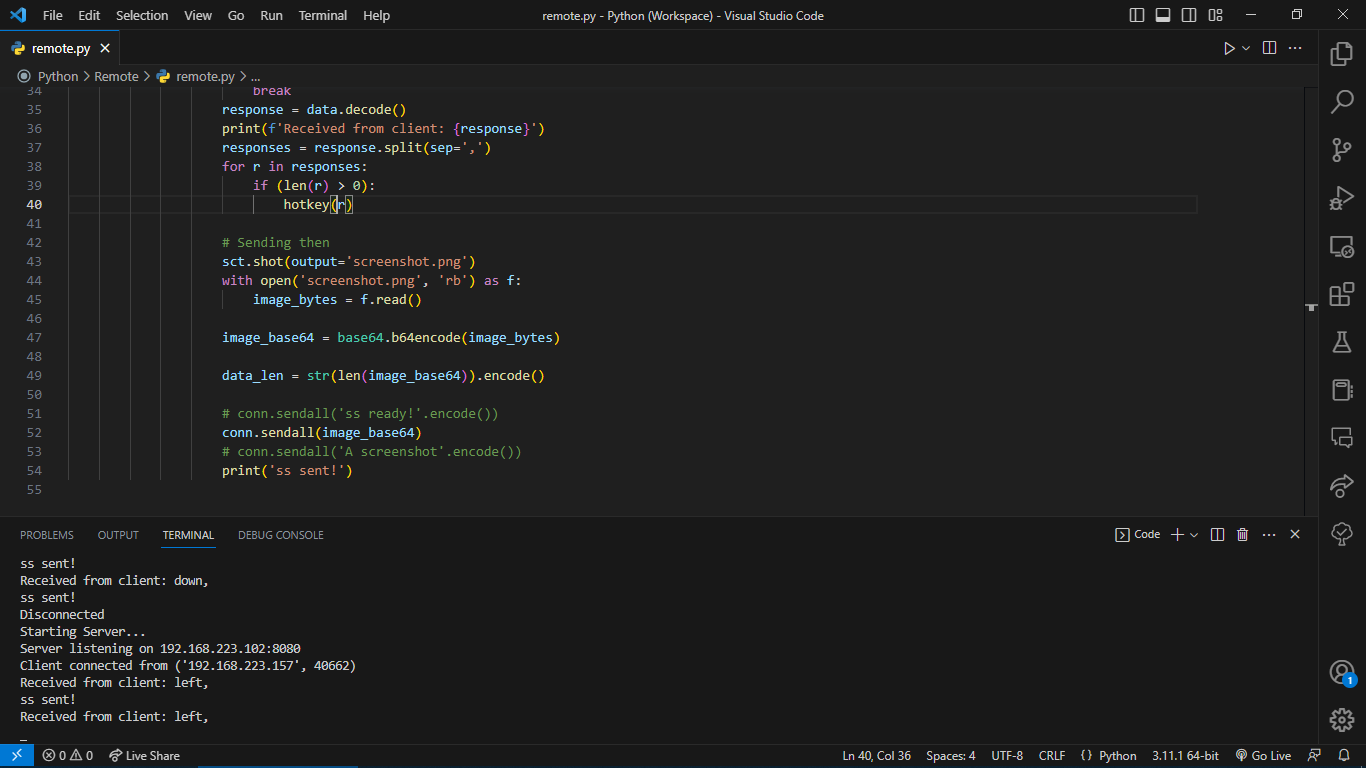 File Edit Selection View Go Run Terminal Help remote.py - Python (Workspace) - Visual Studio Code
remote.py
Python > Remote > remote.py > ...
34 break
35 response = data.decode()
36 print(f'Received from client: {response}')
37 responses = response.split(sep=',')
38 for r in responses:
39 if (len(r) > 0):
40 hotkey(r)
41
42 # Sending then
43 sct.shot(output='screenshot.png')
44 with open('screenshot.png', 'rb') as f:
45 image_bytes = f.read()
46
47 image_base64 = base64.b64encode(image_bytes)
48
49 data_len = str(len(image_base64)).encode()
50
51 # conn.sendall('ss ready!'.encode())
52 conn.sendall(image_base64)
53 # conn.sendall('A screenshot'.encode())
54 print('ss sent!')
55
PROBLEMS OUTPUT TERMINAL DEBUG CONSOLE Code
ss sent!
Received from client: down,
ss sent!
Disconnected
Starting Server...
Server listening on 192.168.223.102:8080
Client connected from ('192.168.223.157', 40662)
Received from client: left,
ss sent!
Received from client: left,
1
0 0 Live Share Ln 40, Col 36 Spaces: 4 UTF-8 CRLF {} Python 3.11.1 64-bit Go Live